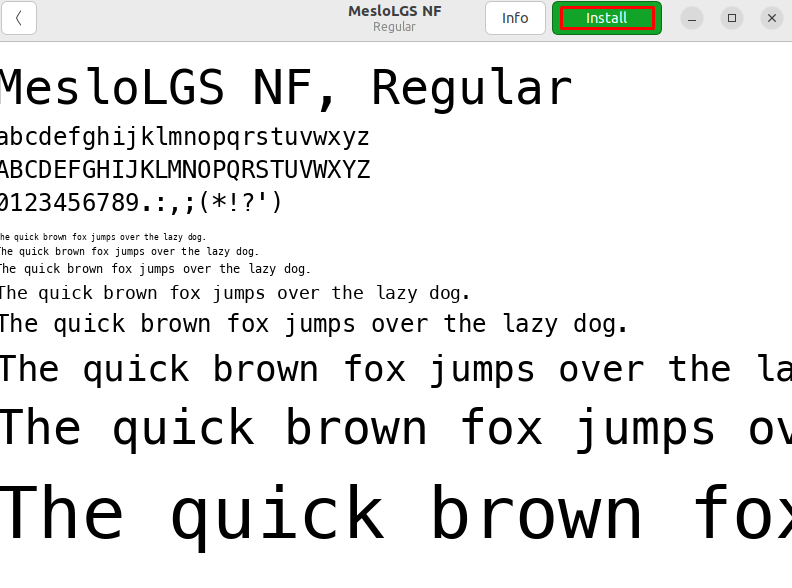 MesloLGS NF
Regular
Info
Install
MesloLGS NF, Regular
abcdefghijklmnopqrstuvwxyz
ABCDEFGHIJKLMNOPQRSTUVWXYZ
0123456789.:,;(*!?')
The quick brown fox jumps over the lazy dog.
The quick brown fox jumps over the lazy dog.
The quick brown fox jumps over the lazy dog.
The quick brown fox jumps over the lazy dog.
The quick brown fox jumps over the lazy dog.
The quick brown fox jumps over the la
The quick brown fox jumps ov
The quick brown fox